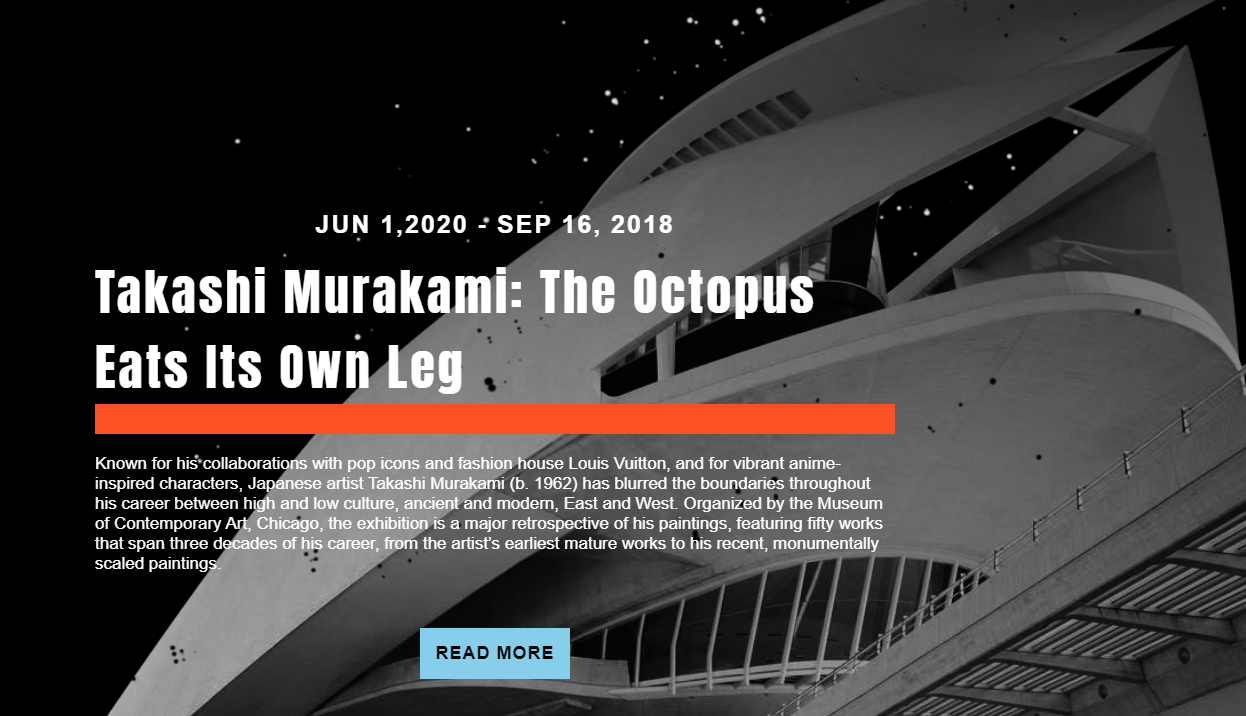 JUN 1,2020 - SEP 16, 2018
Takashi Murakami: The Octopus
Eats Its Own Leg
Known for his collaborations with pop icons and fashion house Louis Vuitton, and for vibrant anime-
inspired characters, Japanese artist Takashi Murakami (b. 1962) has blurred the boundaries throughout
his career between high and low culture, ancient and modern, East and West. Organized by the Museum
of Contemporary Art, Chicago, the exhibition is a major retrospective of his paintings, featuring fifty works
that span three decades of his career, from the artist’s earliest mature works to his recent, monumentally
scaled paintings.
READ MORE